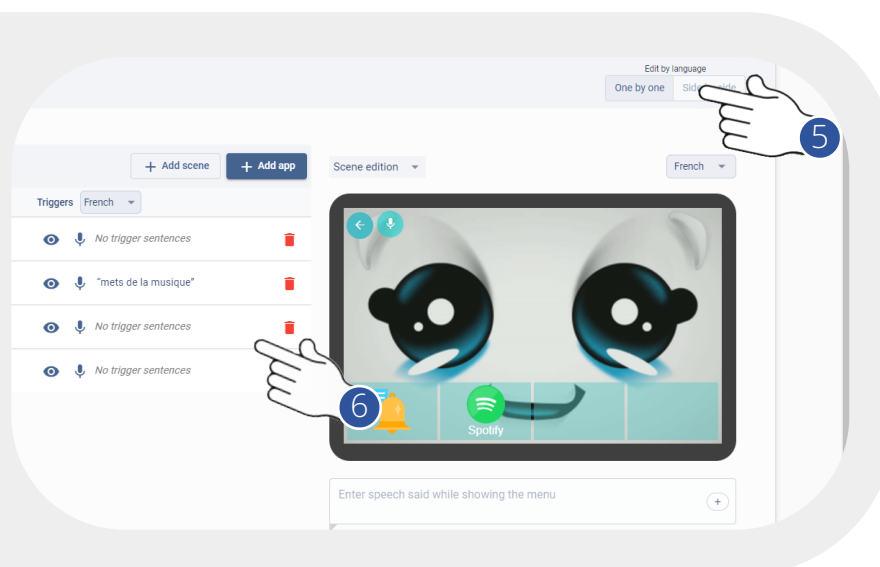 Edit by language
One by one
5
+ Add scene
+ Add app
Scene edition
French
Triggers French
No trigger sentences
“mets de la musique”
No trigger sentences
No trigger sentences
6
Spotify
Enter speech said while showing the menu
+